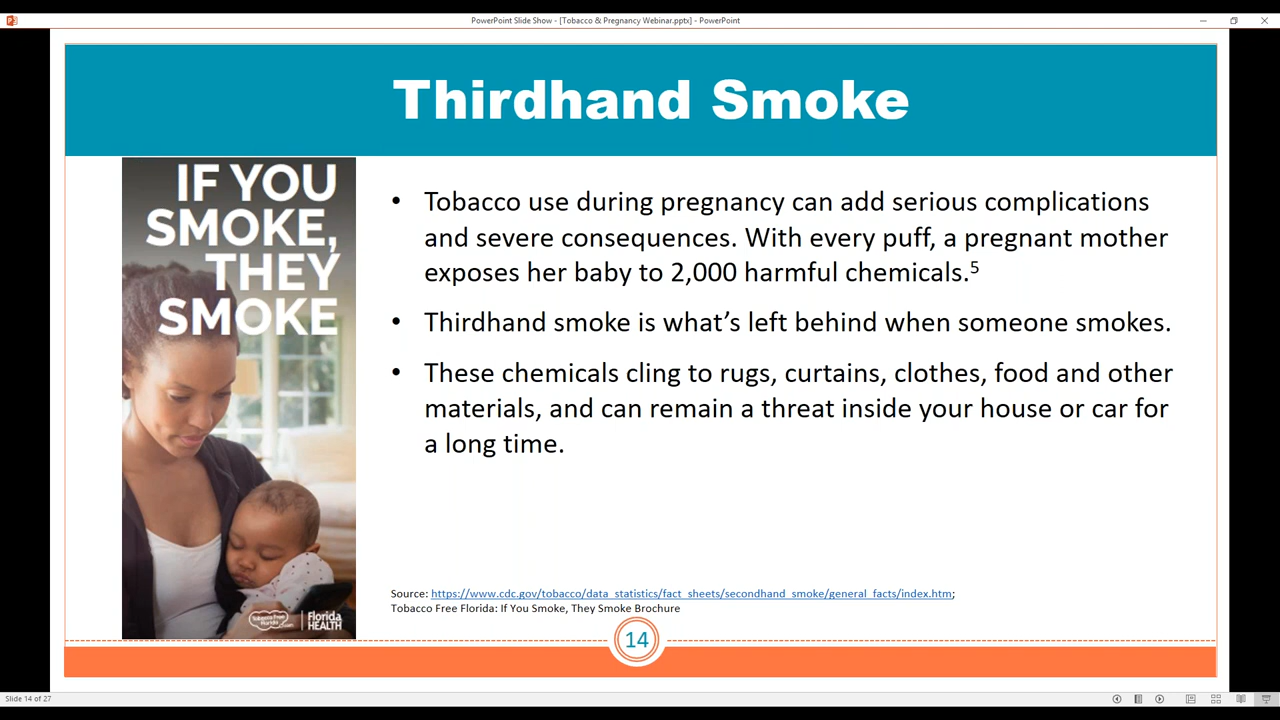 PowerPoint Slide Show - [Tobacco & Pregnancy Webinar.pptx] - PowerPoint
Thirdhand Smoke
IF YOU
SMOKE,
THEY
SMOKE
Tobacco Free
Florida
.com
Florida
HEALTH
• Tobacco use during pregnancy can add serious complications
and severe consequences. With every puff, a pregnant mother
exposes her baby to 2,000 harmful chemicals.⁵
• Thirdhand smoke is what’s left behind when someone smokes.
• These chemicals cling to rugs, curtains, clothes, food and other
materials, and can remain a threat inside your house or car for
a long time.
Source: https://www.cdc.gov/tobacco/data_statistics/fact_sheets/secondhand_smoke/general_facts/index.htm;
Tobacco Free Florida: If You Smoke, They Smoke Brochure
14
Slide 14 of 27